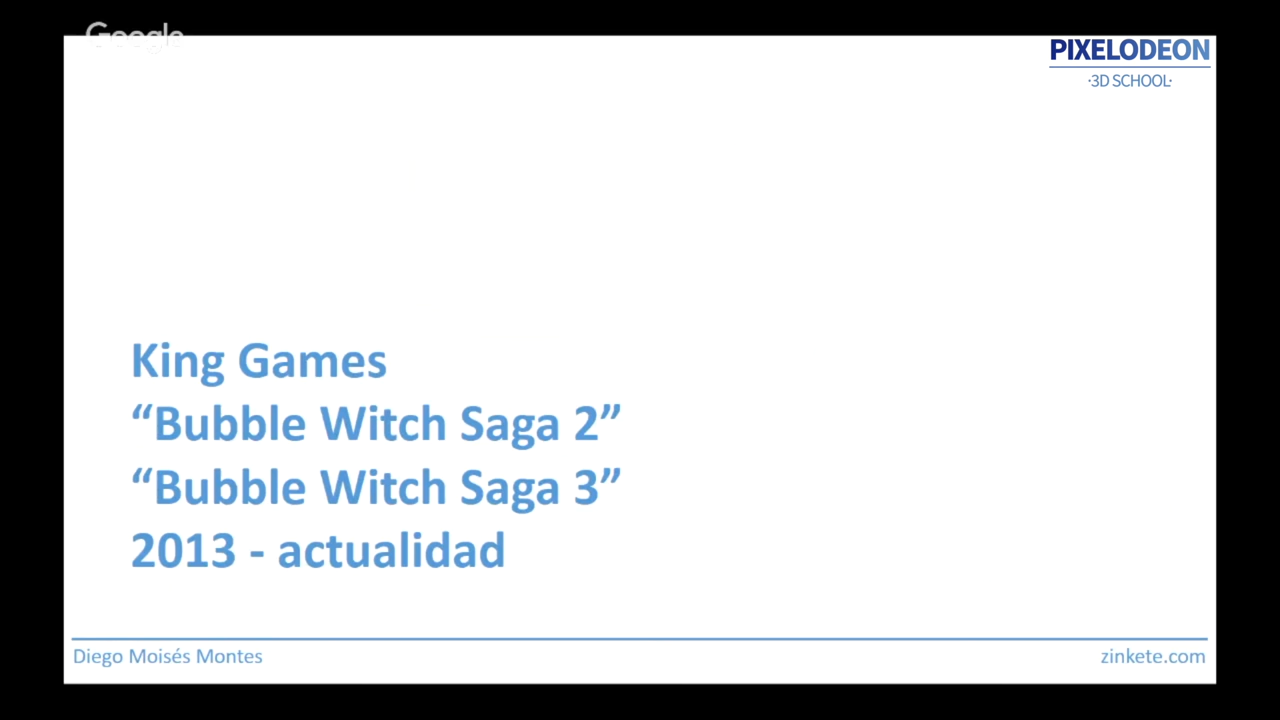 Google
PIXELODEON
·3D SCHOOL·
King Games
“Bubble Witch Saga 2”
“Bubble Witch Saga 3”
2013 - actualidad
Diego Moisés Montes
zinkete.com